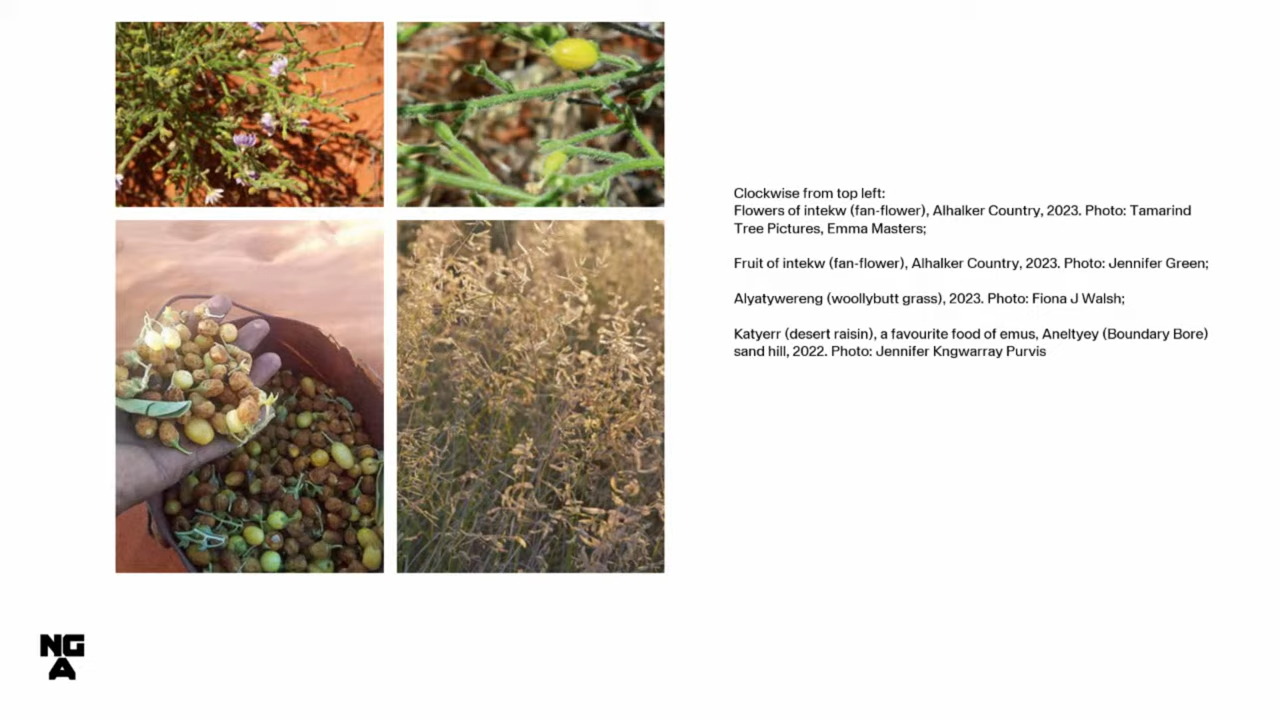 Clockwise from top left:
Flowers of intekw (fan-flower), Alhalker Country, 2023. Photo: Tamarind
Tree Pictures, Emma Masters;
Fruit of intekw (fan-flower), Alhalker Country, 2023. Photo: Jennifer Green;
Alyatywereng (woollybutt grass), 2023. Photo: Fiona J Walsh;
Katyerr (desert raisin), a favourite food of emus, Aneltyey (Boundary Bore)
sand hill, 2022. Photo: Jennifer Kngwarray Purvis
NG
A